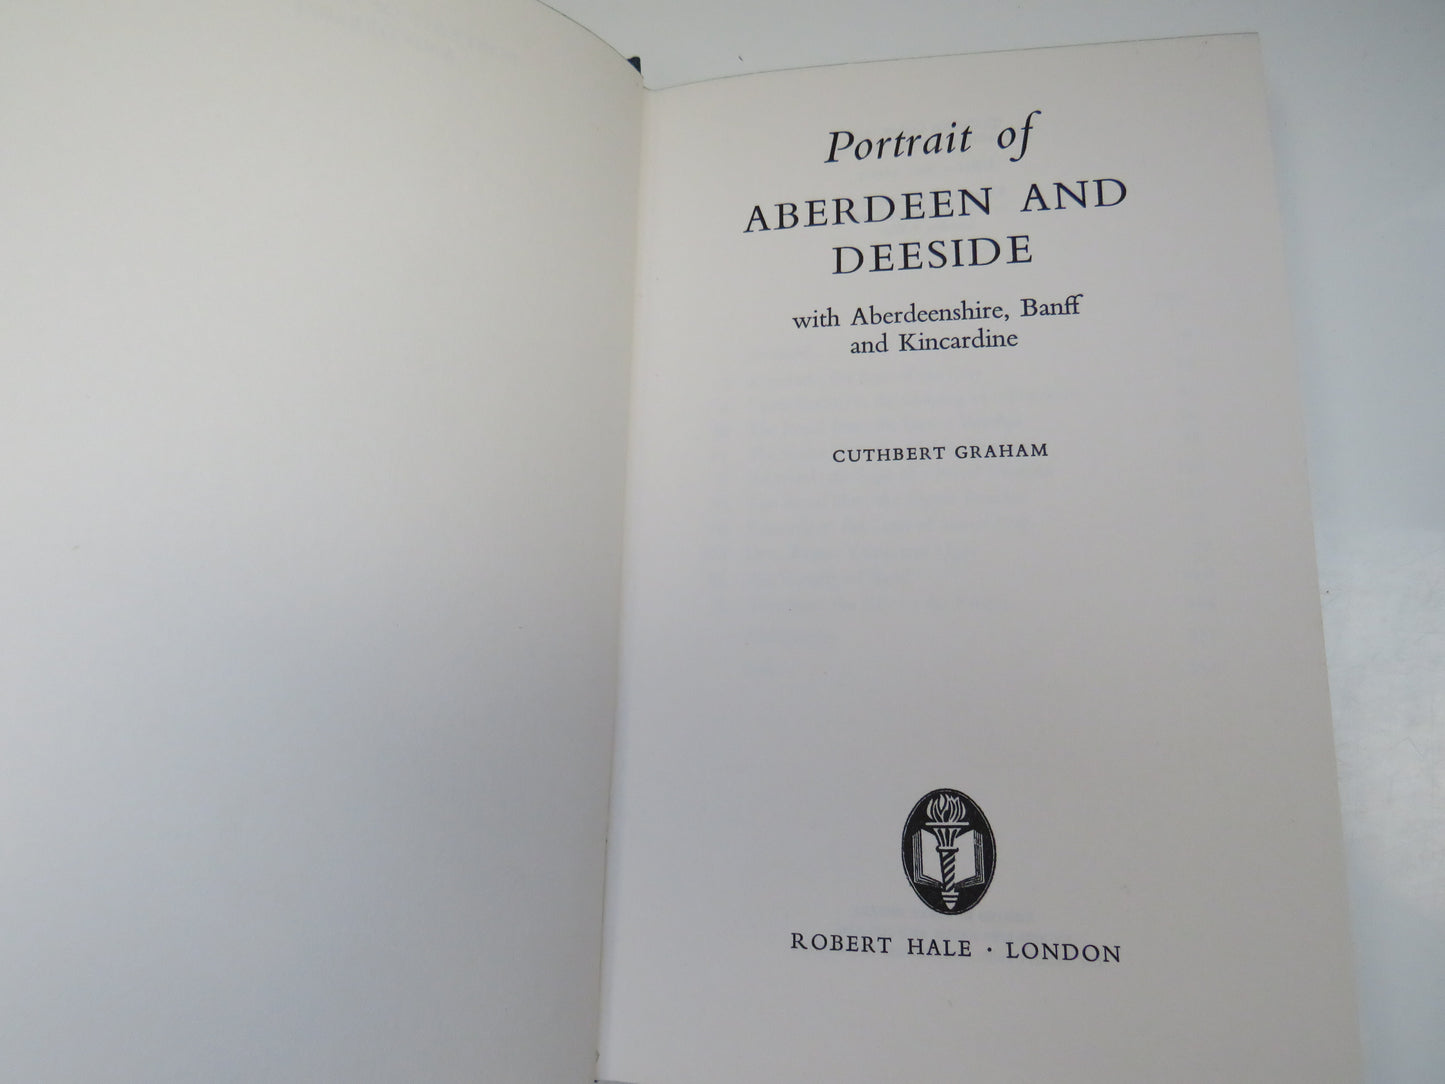 Portrait of
ABERDEEN AND
DEESIDE
with Aberdeenshire, Banff
and Kincardine
CUTHBERT GRAHAM
ROBERT HALE · LONDON